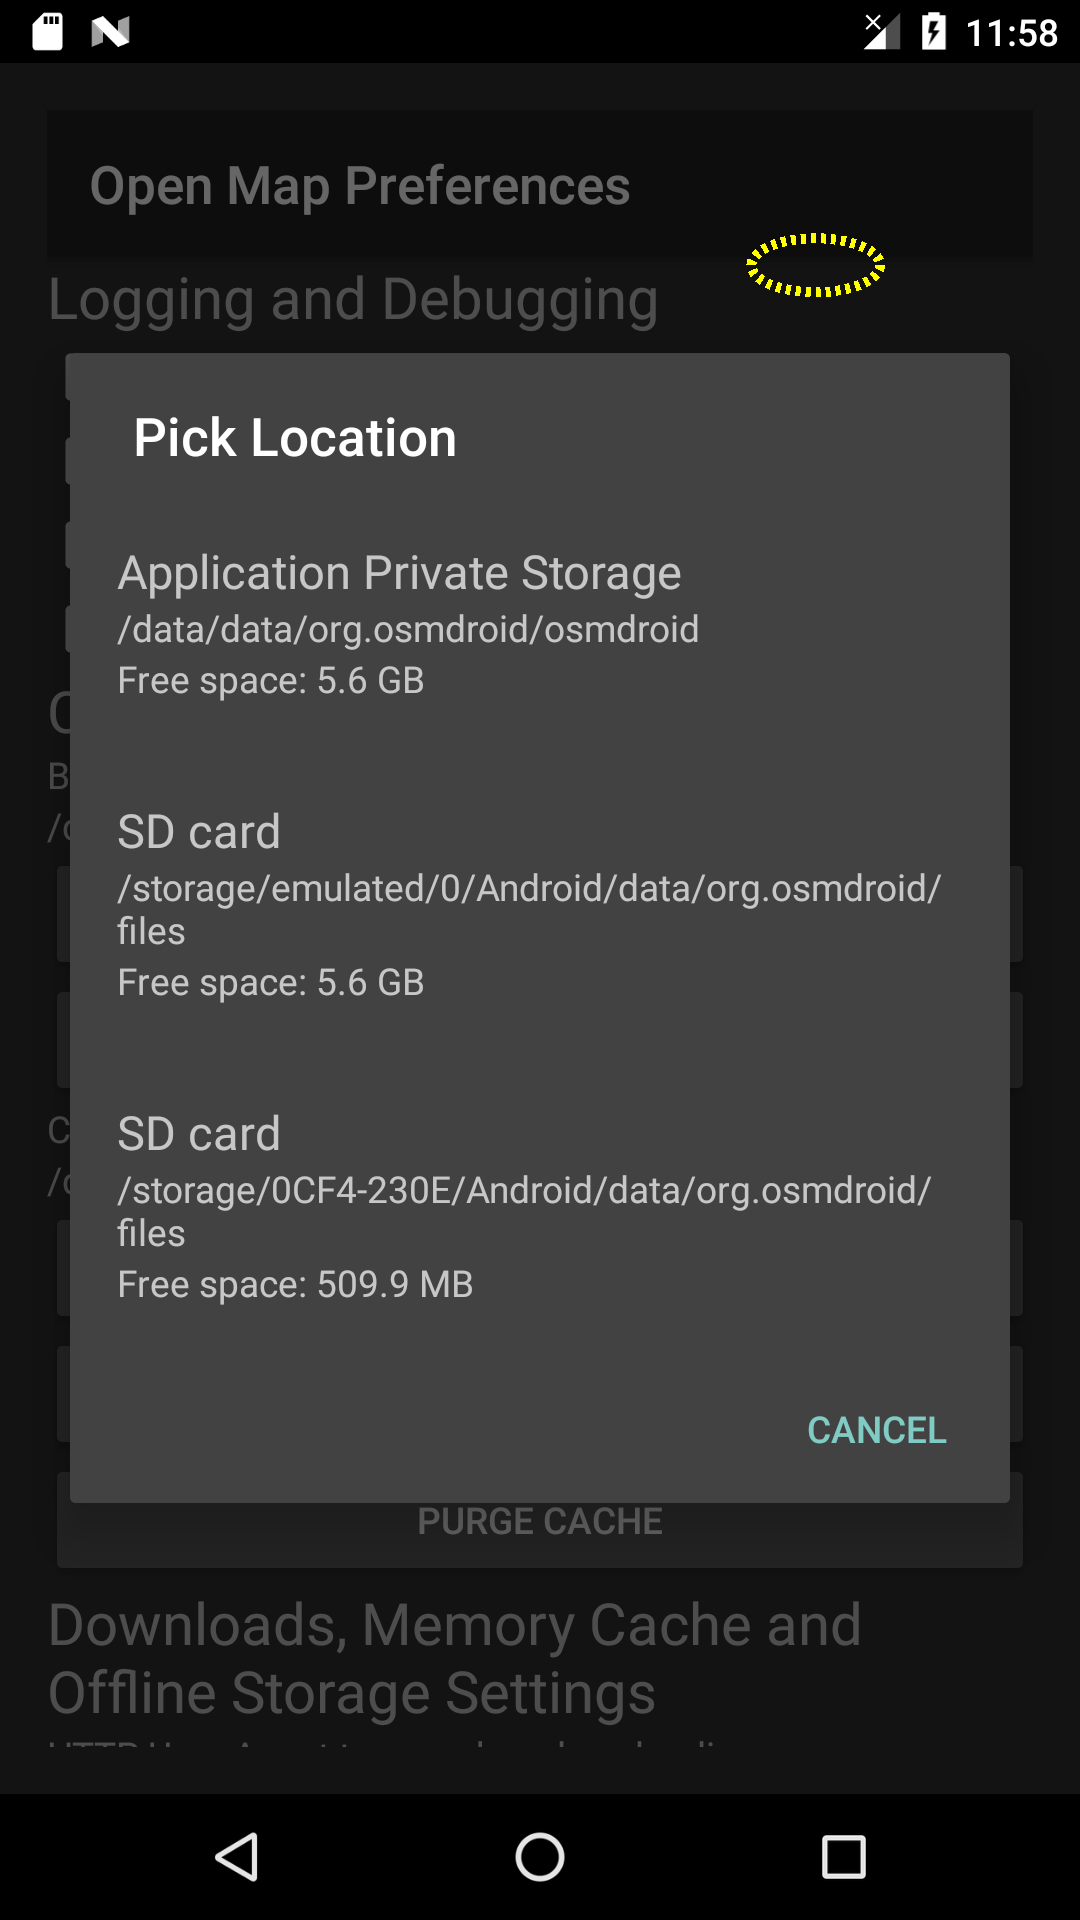 11:58
Open Map Preferences
Logging and Debugging
Pick Location
Application Private Storage
/data/data/org.osmdroid/osmdroid
Free space: 5.6 GB
SD card
/storage/emulated/0/Android/data/org.osmdroid/
files
Free space: 5.6 GB
SD card
/storage/0CF4-230E/Android/data/org.osmdroid/
files
Free space: 509.9 MB
CANCEL
PURGE CACHE
Downloads, Memory Cache and
Offline Storage Settings